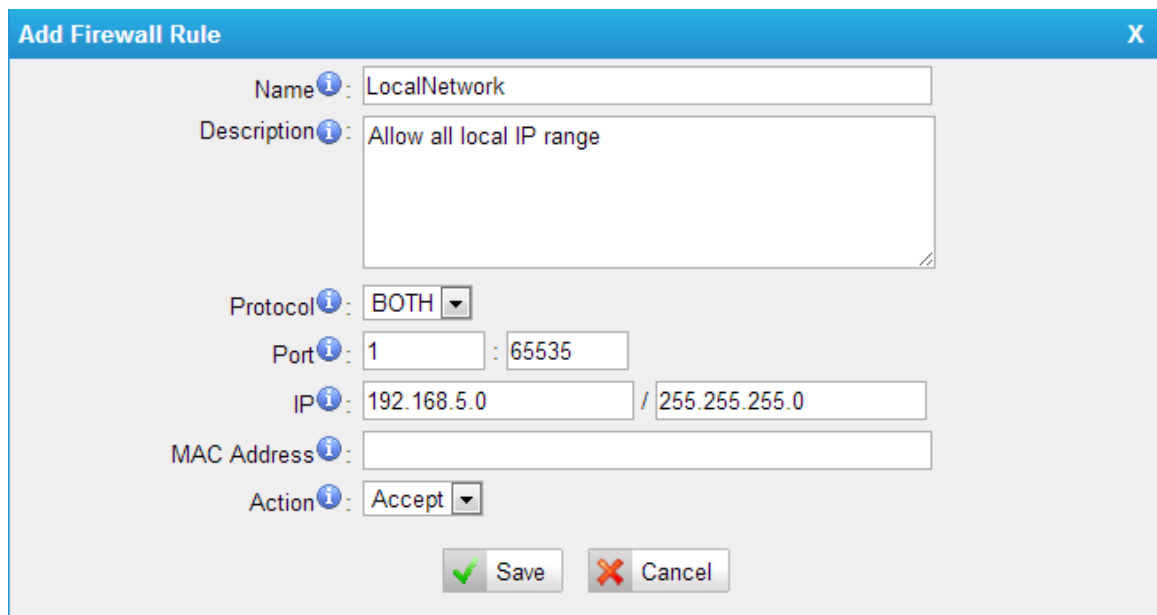 Add Firewall Rule X
Name i : LocalNetwork
Description i : Allow all local IP range
Protocol i : BOTH
Port i : 1 : 65535
IP i : 192.168.5.0 / 255.255.255.0
MAC Address i :
Action i : Accept
Save Cancel